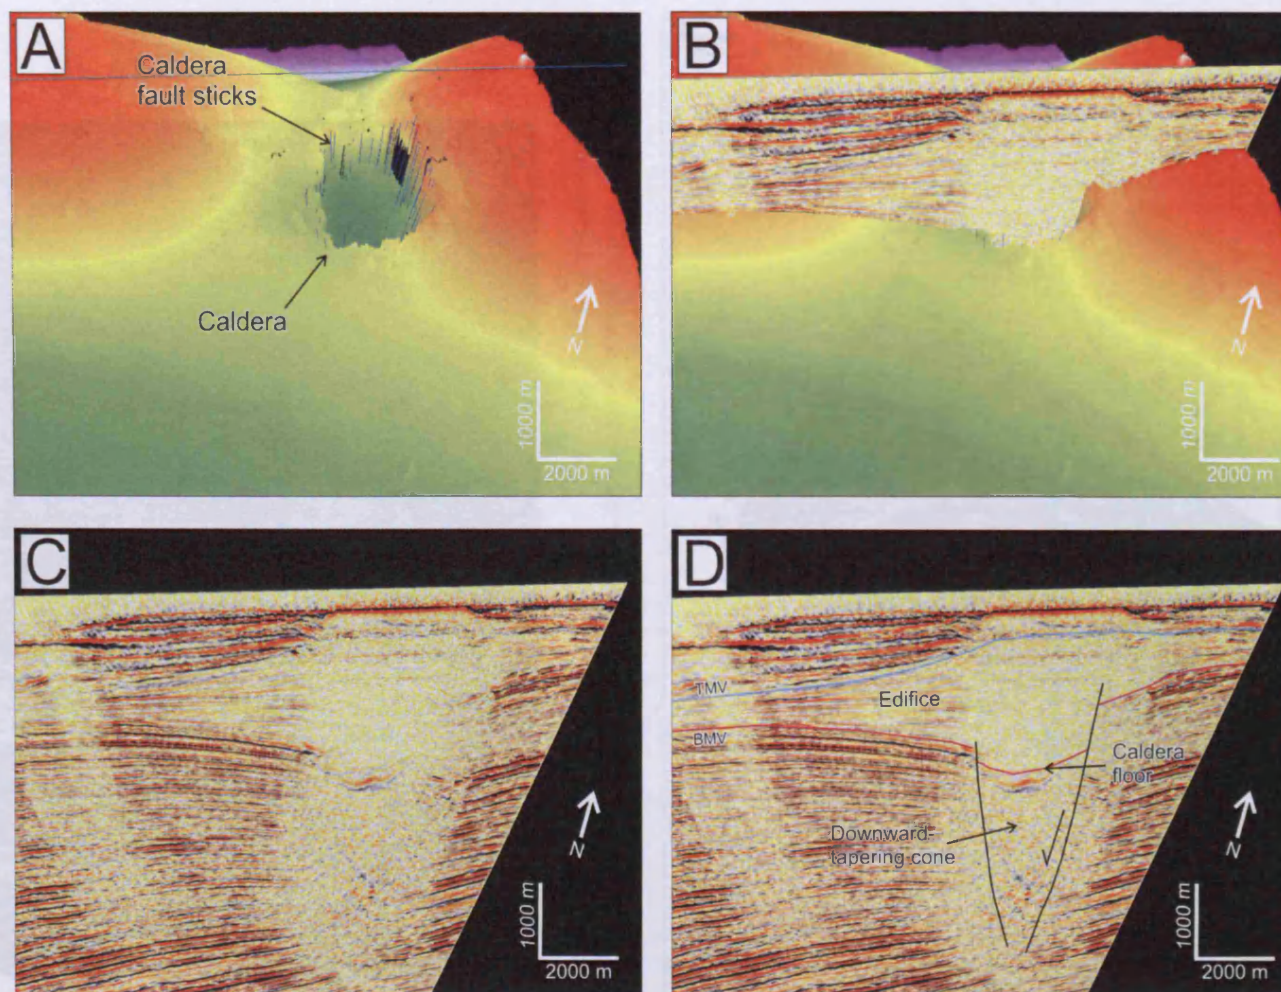 A
Caldera
fault sticks
Caldera
N
1000 m
2000 m
B
N
1000 m
2000 m
C
N
1000 m
2000 m
D
TMV
Edifice
BMV
Caldera
floor
Downward-
tapering cone
N
1000 m
2000 m